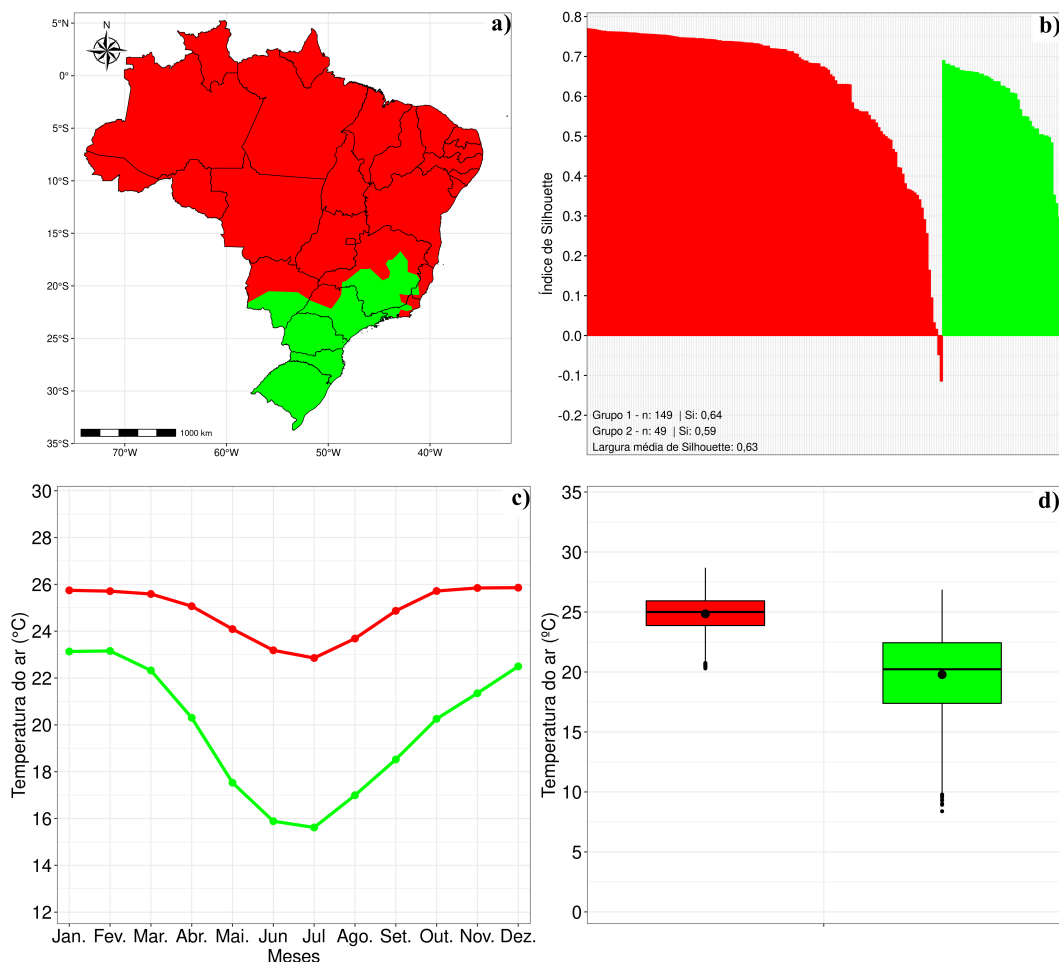 a)
N
5°N
0°
5°S
10°S
15°S
20°S
25°S
30°S
35°S
1000 km
70°W
60°W
50°W
40°W
b)
Índice de Silhouette
0.8
0.7
0.6
0.5
0.4
0.3
0.2
0.1
0.0
-0.1
-0.2
Grupo 1 - n: 149 | Si: 0,64
Grupo 2 - n: 49 | Si: 0,59
Largura média de Silhouette: 0,63
c)
Temperatura do ar (°C)
30
28
26
24
22
20
18
16
14
12
Jan. Fev. Mar. Abr. Mai. Jun Jul Ago. Set. Out. Nov. Dez.
Meses
d)
Temperatura do ar (ºC)
35
30
25
20
15
10
5
0